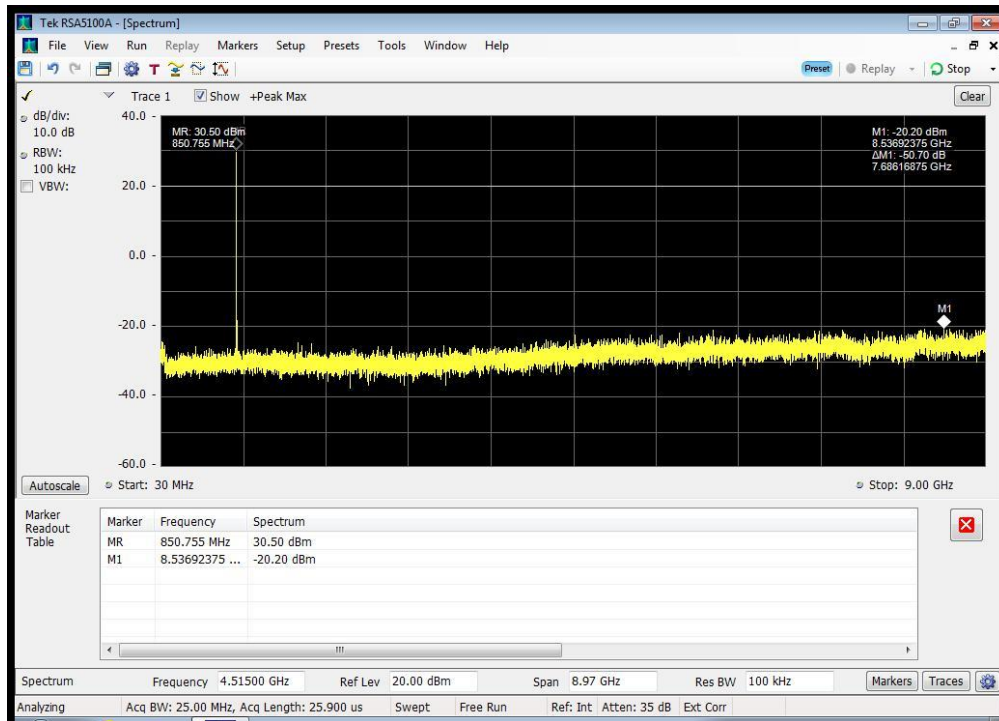 Tek RSA5100A - [Spectrum]
File View Run Replay Markers Setup Presets Tools Window Help
Preset Replay Stop
Trace 1 Show +Peak Max Clear
dB/div:
10.0 dB
RBW:
100 kHz
VBW:
40.0
20.0
0.0
-20.0
-40.0
-60.0
MR: 30.50 dBm
850.755 MHz
M1: -20.20 dBm
8.53692375 GHz
ΔM1: -50.70 dB
7.68616875 GHz
M1
Autoscale Start: 30 MHz Stop: 9.00 GHz
Marker
Readout
Table
Marker Frequency Spectrum
MR 850.755 MHz 30.50 dBm
M1 8.53692375 ... -20.20 dBm
Spectrum Frequency 4.51500 GHz Ref Lev 20.00 dBm Span 8.97 GHz Res BW 100 kHz Markers Traces
Analyzing Acq BW: 25.00 MHz, Acq Length: 25.900 us Swept Free Run Ref: Int Atten: 35 dB Ext Corr